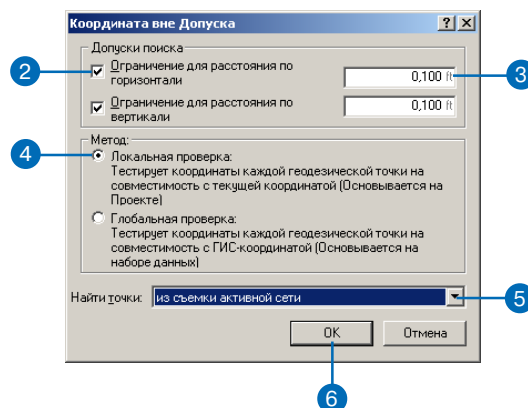 Координата вне Допуска
Допуски поиска
2
Ограничение для расстояния по
горизонтали
0,100 ft
3
Ограничение для расстояния по
вертикали
0,100 ft
Метод:
4
Локальная проверка:
Тестирует координаты каждой геодезической точки на
совместимость с текущей координатой (Основывается на
Проекте)
Глобальная проверка:
Тестирует координаты каждой геодезической точки на
совместимость с ГИС-координатой (Основывается на
наборе данных)
Найти точки: из съемки активной сети
5
OK Отмена
6